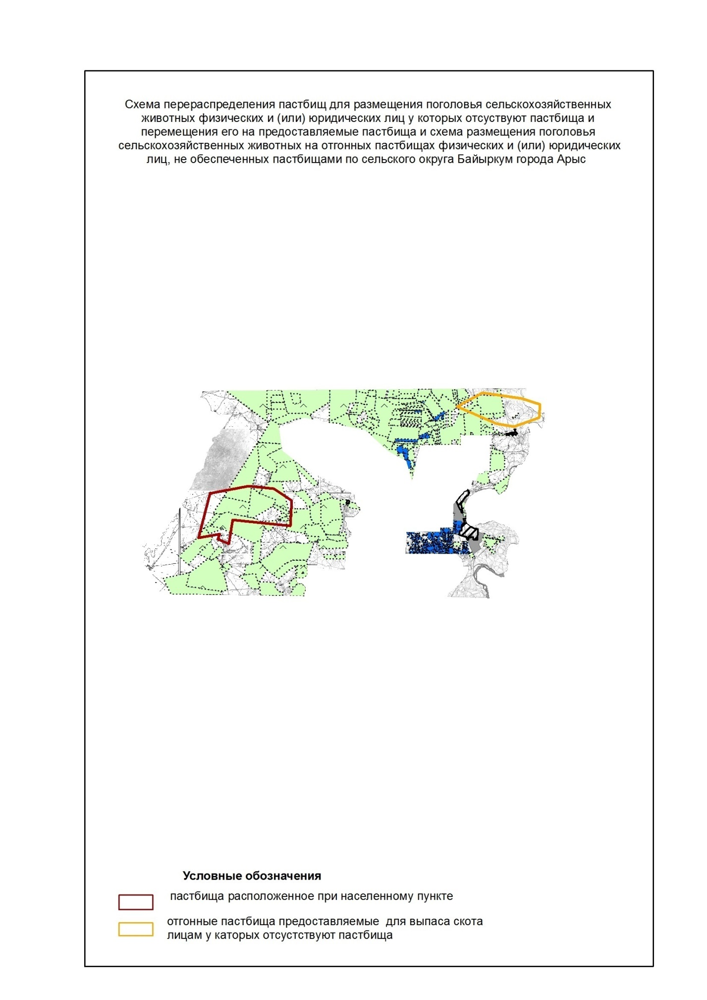 Схема перераспределения пастбищ для размещения поголовья сельскохозяйственных
животных физических и (или) юридических лиц у которых отсуствуют пастбища и
перемещения его на предоставляемые пастбища и схема размещения поголовья
сельскохозяйственных животных на отгонных пастбищах физических и (или) юридических
лиц, не обеспеченных пастбищами по сельского округа Байыркум города Арыс
Условные обозначения
пастбища расположенное при населенному пункте
отгонные пастбища предоставляемые для выпаса скота
лицам у каторых отсустствуют пастбища